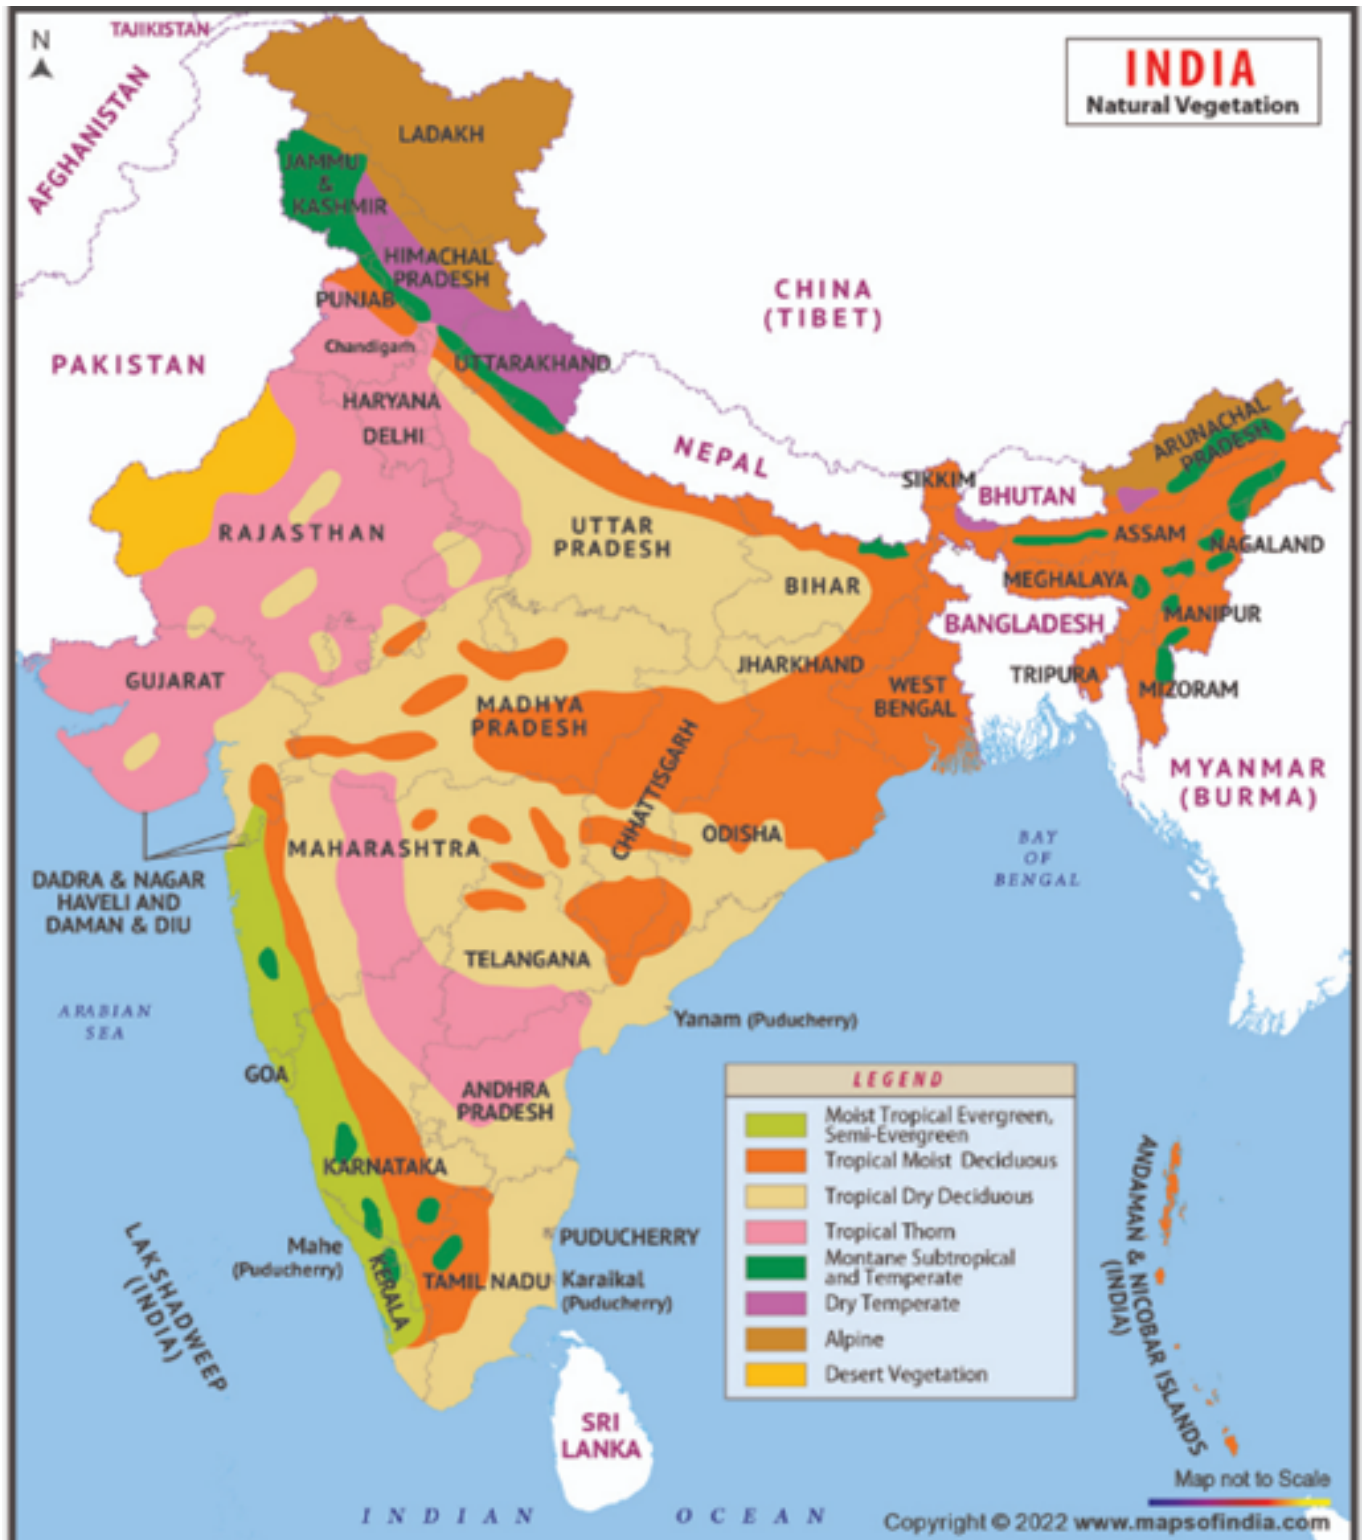 TAJIKISTAN
N
INDIA
Natural Vegetation
AFGHANISTAN
LADAKH
JAMMU
&
KASHMIR
HIMACHAL
PRADESH
CHINA
(TIBET)
PUNJAB
Chandigarh
PAKISTAN
UTTARAKHAND
HARYANA
DELHI
NEPAL
ARUNACHAL
PRADESH
SIKKIM
BHUTAN
RAJASTHAN
UTTAR
PRADESH
ASSAM
NAGALAND
BIHAR
MEGHALAYA
MANIPUR
BANGLADESH
GUJARAT
JHARKHAND
TRIPURA
MIZORAM
WEST
BENGAL
MADHYA
PRADESH
CHHATTISGARH
MYANMAR
(BURMA)
MAHARASHTRA
ODISHA
BAY
OF
BENGAL
DADRA & NAGAR
HAVELI AND
DAMAN & DIU
TELANGANA
ARABIAN
SEA
Yanam (Puducherry)
GOA
ANDHRA
PRADESH
LEGEND
Moist Tropical Evergreen,
Semi-Evergreen
Tropical Moist Deciduous
Tropical Dry Deciduous
Tropical Thorn
Montane Subtropical
and Temperate
Dry Temperate
Alpine
Desert Vegetation
KARNATAKA
Mahe
(Puducherry)
KERALA
TAMIL NADU
PUDUCHERRY
Karaikal
(Puducherry)
LAKSHADWEEP
(INDIA)
ANDAMAN & NICOBAR ISLANDS
(INDIA)
SRI
LANKA
INDIAN OCEAN
Map not to Scale
Copyright © 2022 www.mapsofindia.com